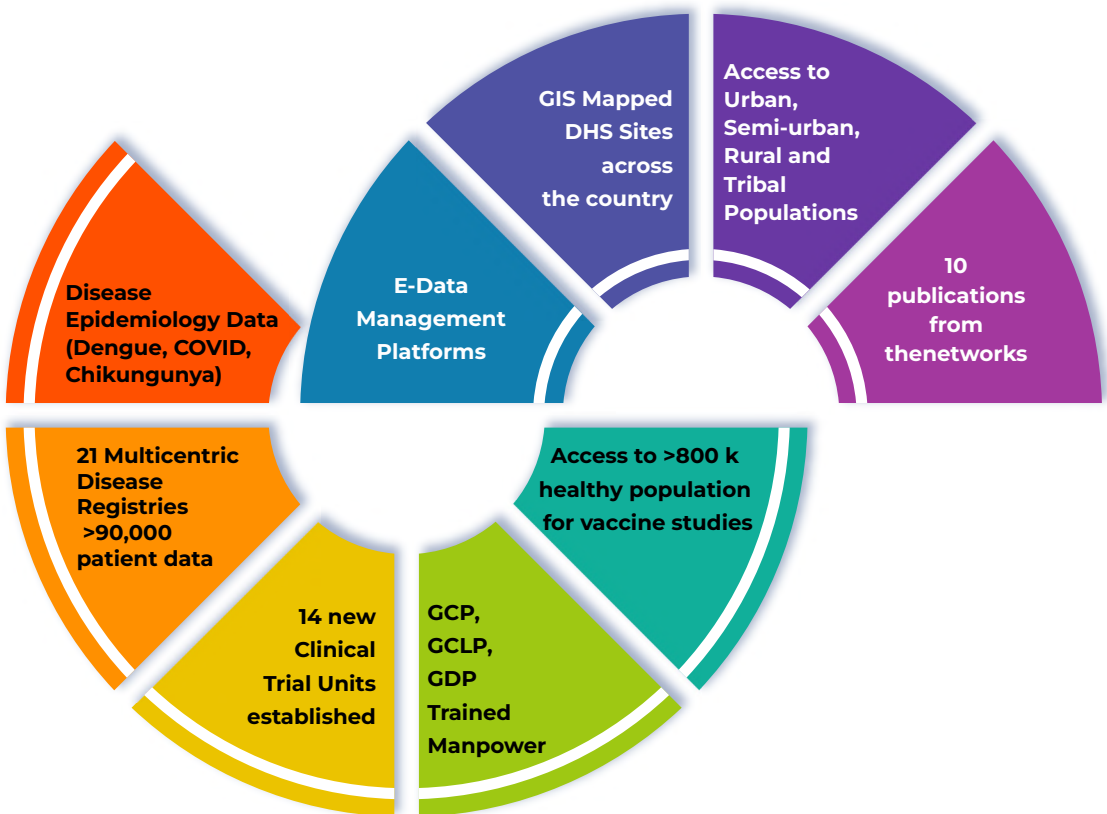 GIS Mapped
DHS Sites
across
the country
Access to
Urban,
Semi-urban,
Rural and
Tribal
Populations
E-Data
Management
Platforms
10
publications
from
thenetworks
Disease
Epidemiology Data
(Dengue, COVID,
Chikungunya)
21 Multicentric
Disease
Registries
>90,000
patient data
14 new
Clinical
Trial Units
established
GCP,
GCLP,
GDP
Trained
Manpower
Access to >800 k
healthy population
for vaccine studies